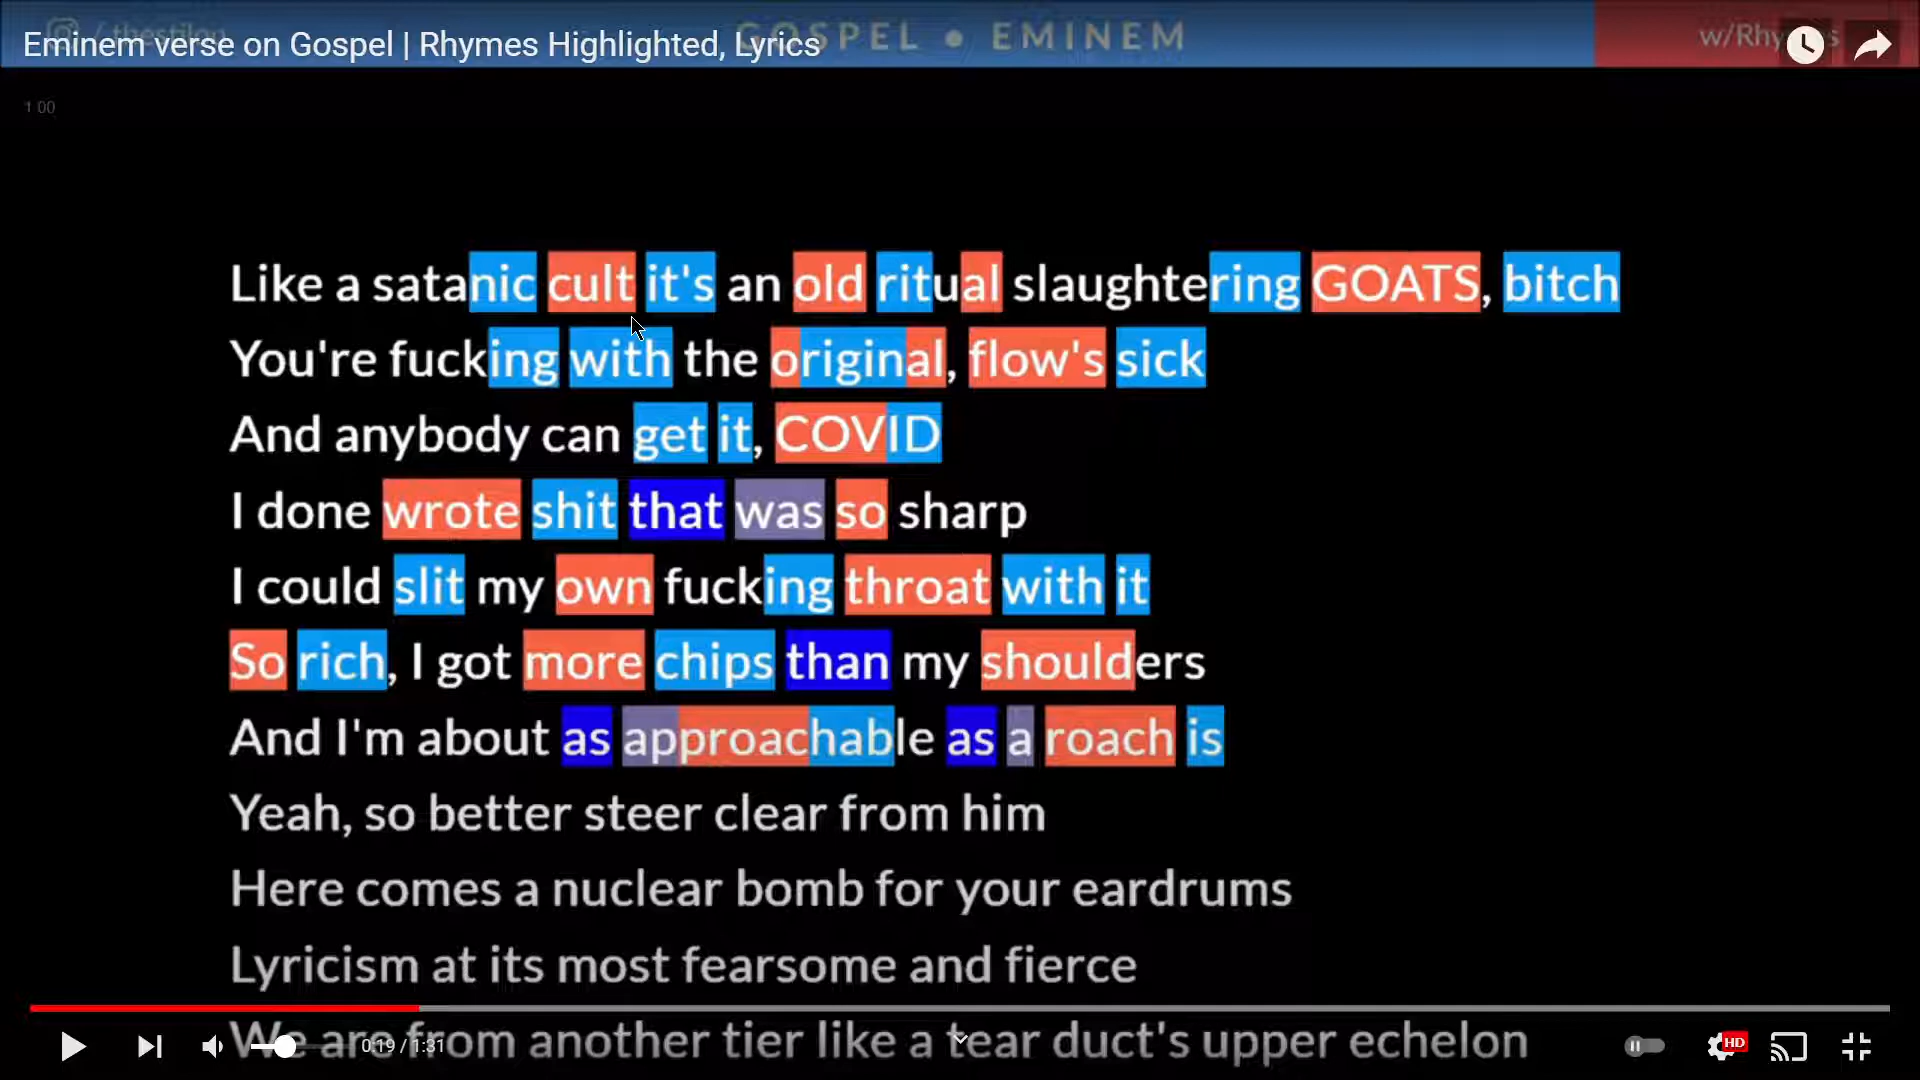 / thestilon
GOSPEL ● EMINEM
w/Rhymes
Eminem verse on Gospel | Rhymes Highlighted, Lyrics
1 00
Like a satanic cult it's an old ritual slaughtering GOATS, bitch
You're fucking with the original, flow's sick
And anybody can get it, COVID
I done wrote shit that was so sharp
I could slit my own fucking throat with it
So rich, I got more chips than my shoulders
And I'm about as approachable as a roach is
Yeah, so better steer clear from him
Here comes a nuclear bomb for your eardrums
Lyricism at its most fearsome and fierce
We are from another tier like a tear duct's upper echelon
0:19 / 1:31
HD